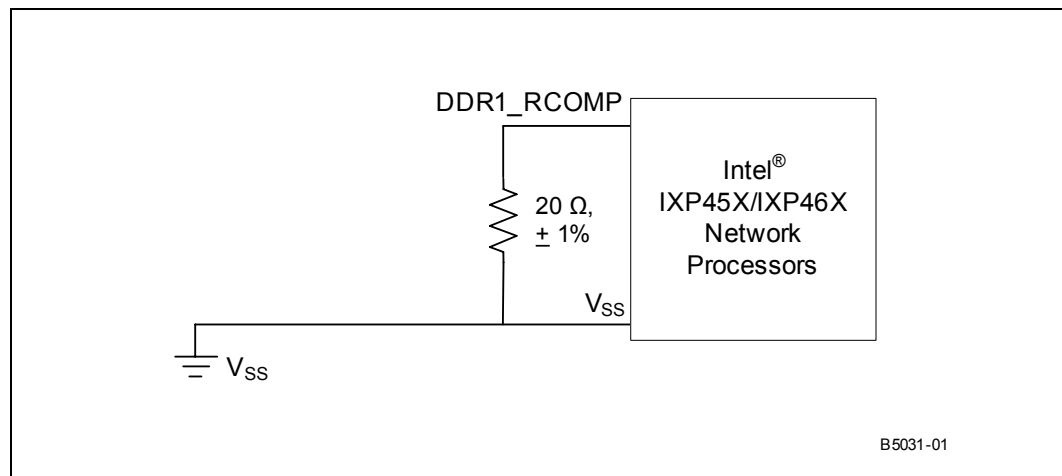 DDR1_RCOMP
Intel®
IXP45X/IXP46X
Network
Processors
20 Ω,
± 1%
VSS
VSS
B5031-01